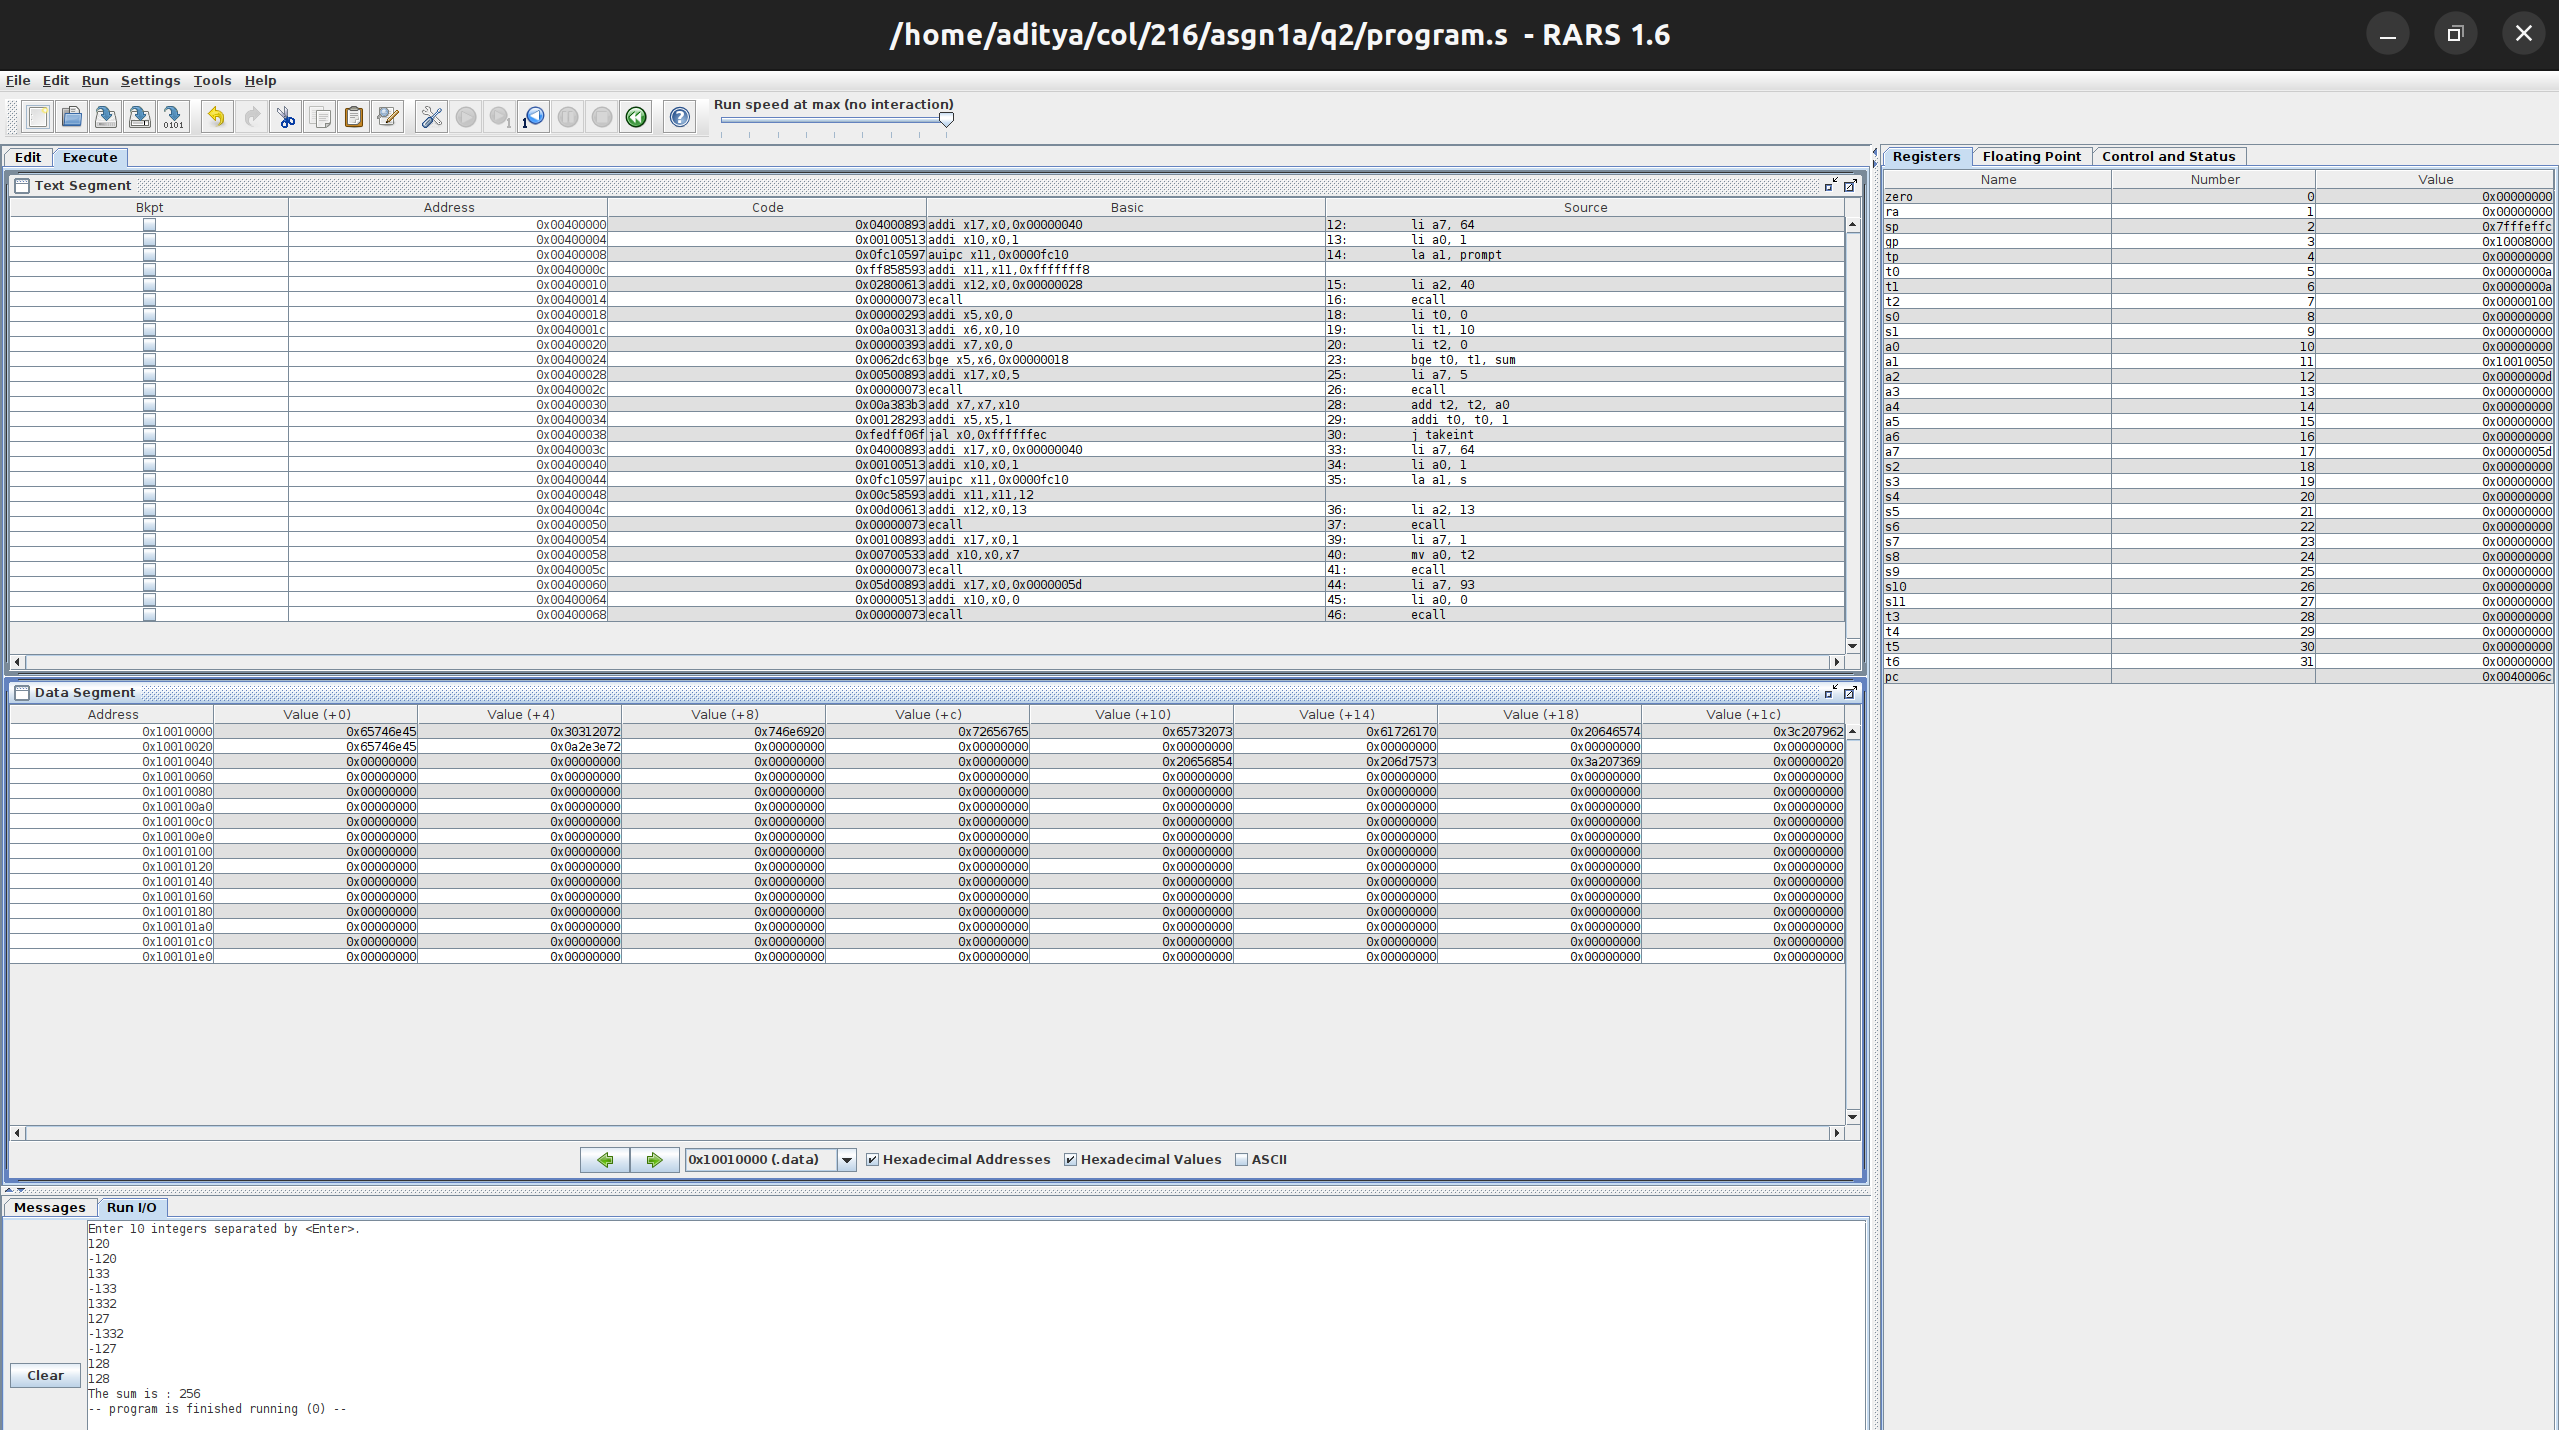 /home/aditya/col/216/asgn1a/q2/program.s - RARS 1.6
File Edit Run Settings Tools Help
Run speed at max (no interaction)
Edit Execute
Text Segment
Bkpt Address Code Basic Source
0x00400000 0x04000893 addi x17,x0,0x00000040 12: li a7, 64
0x00400004 0x00100513 addi x10,x0,1 13: li a0, 1
0x00400008 0x0fc10597 auipc x11,0x0000fc10 14: la a1, prompt
0x0040000c 0xff858593 addi x11,x11,0xfffffff8
0x00400010 0x02800613 addi x12,x0,0x00000028 15: li a2, 40
0x00400014 0x00000073 ecall 16: ecall
0x00400018 0x00000293 addi x5,x0,0 18: li t0, 0
0x0040001c 0x00a00313 addi x6,x0,10 19: li t1, 10
0x00400020 0x00000393 addi x7,x0,0 20: li t2, 0
0x00400024 0x0062dc63 bge x5,x6,0x00000018 23: bge t0, t1, sum
0x00400028 0x00500893 addi x17,x0,5 25: li a7, 5
0x0040002c 0x00000073 ecall 26: ecall
0x00400030 0x00a383b3 add x7,x7,x10 28: add t2, t2, a0
0x00400034 0x00128293 addi x5,x5,1 29: addi t0, t0, 1
0x00400038 0xfedff06f jal x0,0xffffffec 30: j takeint
0x0040003c 0x04000893 addi x17,x0,0x00000040 33: li a7, 64
0x00400040 0x00100513 addi x10,x0,1 34: li a0, 1
0x00400044 0x0fc10597 auipc x11,0x0000fc10 35: la a1, s
0x00400048 0x00c58593 addi x11,x11,12
0x0040004c 0x00d00613 addi x12,x0,13 36: li a2, 13
0x00400050 0x00000073 ecall 37: ecall
0x00400054 0x00100893 addi x17,x0,1 39: li a7, 1
0x00400058 0x00700533 add x10,x0,x7 40: mv a0, t2
0x0040005c 0x00000073 ecall 41: ecall
0x00400060 0x05d00893 addi x17,x0,0x0000005d 44: li a7, 93
0x00400064 0x00000513 addi x10,x0,0 45: li a0, 0
0x00400068 0x00000073 ecall 46: ecall
Data Segment
Address Value (+0) Value (+4) Value (+8) Value (+c) Value (+10) Value (+14) Value (+18) Value (+1c)
0x10010000 0x65746e45 0x30312072 0x746e6920 0x72656765 0x65732073 0x61726170 0x20646574 0x3c207962
0x10010020 0x65746e45 0x0a2e3e72 0x00000000 0x00000000 0x00000000 0x00000000 0x00000000 0x00000000
0x10010040 0x00000000 0x00000000 0x00000000 0x00000000 0x20656854 0x206d7573 0x3a207369 0x00000020
0x10010060 0x00000000 0x00000000 0x00000000 0x00000000 0x00000000 0x00000000 0x00000000 0x00000000
0x10010080 0x00000000 0x00000000 0x00000000 0x00000000 0x00000000 0x00000000 0x00000000 0x00000000
0x100100a0 0x00000000 0x00000000 0x00000000 0x00000000 0x00000000 0x00000000 0x00000000 0x00000000
0x100100c0 0x00000000 0x00000000 0x00000000 0x00000000 0x00000000 0x00000000 0x00000000 0x00000000
0x100100e0 0x00000000 0x00000000 0x00000000 0x00000000 0x00000000 0x00000000 0x00000000 0x00000000
0x10010100 0x00000000 0x00000000 0x00000000 0x00000000 0x00000000 0x00000000 0x00000000 0x00000000
0x10010120 0x00000000 0x00000000 0x00000000 0x00000000 0x00000000 0x00000000 0x00000000 0x00000000
0x10010140 0x00000000 0x00000000 0x00000000 0x00000000 0x00000000 0x00000000 0x00000000 0x00000000
0x10010160 0x00000000 0x00000000 0x00000000 0x00000000 0x00000000 0x00000000 0x00000000 0x00000000
0x10010180 0x00000000 0x00000000 0x00000000 0x00000000 0x00000000 0x00000000 0x00000000 0x00000000
0x100101a0 0x00000000 0x00000000 0x00000000 0x00000000 0x00000000 0x00000000 0x00000000 0x00000000
0x100101c0 0x00000000 0x00000000 0x00000000 0x00000000 0x00000000 0x00000000 0x00000000 0x00000000
0x100101e0 0x00000000 0x00000000 0x00000000 0x00000000 0x00000000 0x00000000 0x00000000 0x00000000
0x10010000 (.data) Hexadecimal Addresses Hexadecimal Values ASCII
Messages Run I/O
Clear
Enter 10 integers separated by <Enter>.
120
-120
133
-133
1332
127
-1332
-127
128
128
The sum is : 256
-- program is finished running (0) --
Registers Floating Point Control and Status
Name Number Value
zero 0 0x00000000
ra 1 0x00000000
sp 2 0x7fffeffc
gp 3 0x10008000
tp 4 0x00000000
t0 5 0x0000000a
t1 6 0x0000000a
t2 7 0x00000100
s0 8 0x00000000
s1 9 0x00000000
a0 10 0x00000000
a1 11 0x10010050
a2 12 0x0000000d
a3 13 0x00000000
a4 14 0x00000000
a5 15 0x00000000
a6 16 0x00000000
a7 17 0x0000005d
s2 18 0x00000000
s3 19 0x00000000
s4 20 0x00000000
s5 21 0x00000000
s6 22 0x00000000
s7 23 0x00000000
s8 24 0x00000000
s9 25 0x00000000
s10 26 0x00000000
s11 27 0x00000000
t3 28 0x00000000
t4 29 0x00000000
t5 30 0x00000000
t6 31 0x00000000
pc 0x0040006c